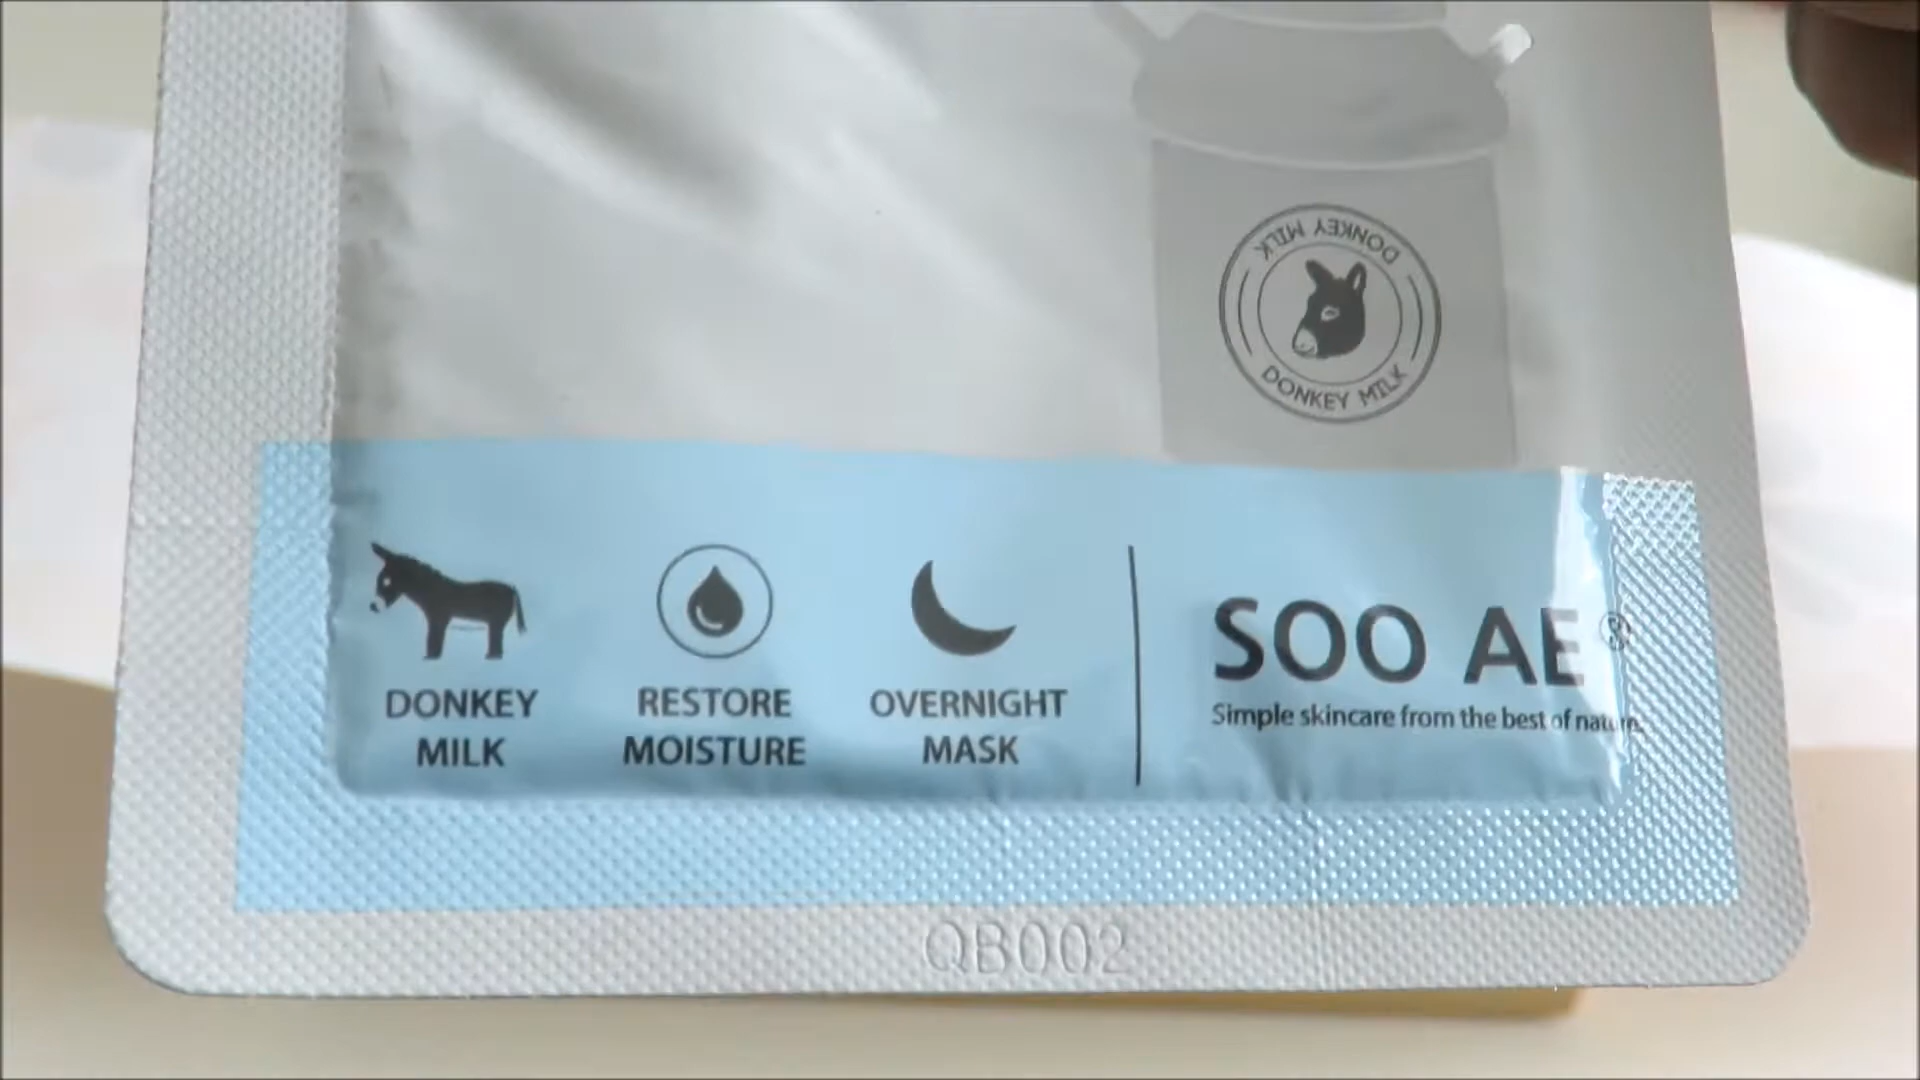 DONKEY MILK
DONKEY MILK
DONKEY
MILK
RESTORE
MOISTURE
OVERNIGHT
MASK
SOO AE ®
Simple skincare from the best of nature.
QB002